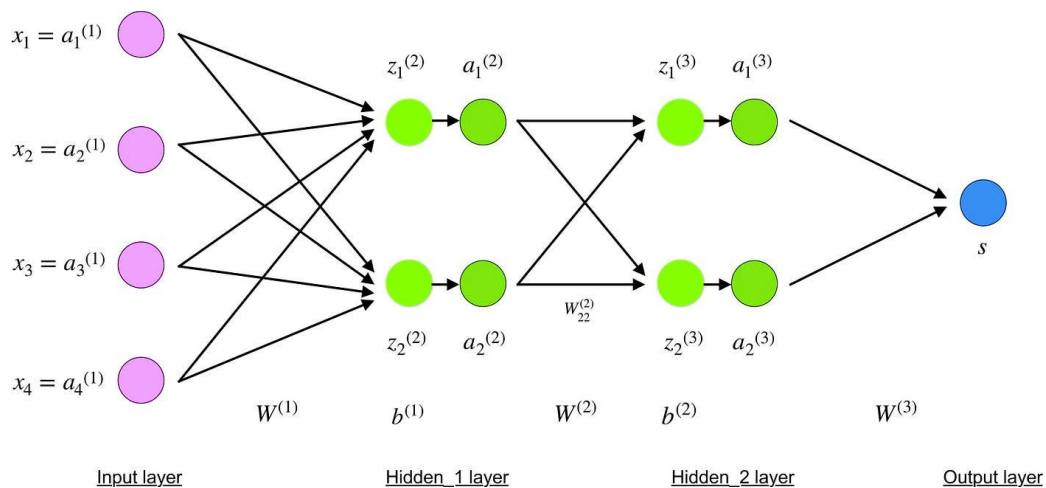 x₁ = a₁⁽¹⁾
z₁⁽²⁾ a₁⁽²⁾ z₁⁽³⁾ a₁⁽³⁾
x₂ = a₂⁽¹⁾
x₃ = a₃⁽¹⁾
s
W₂₂⁽²⁾
z₂⁽²⁾ a₂⁽²⁾ z₂⁽³⁾ a₂⁽³⁾
x₄ = a₄⁽¹⁾
W⁽¹⁾ b⁽¹⁾ W⁽²⁾ b⁽²⁾ W⁽³⁾
Input layer Hidden_1 layer Hidden_2 layer Output layer